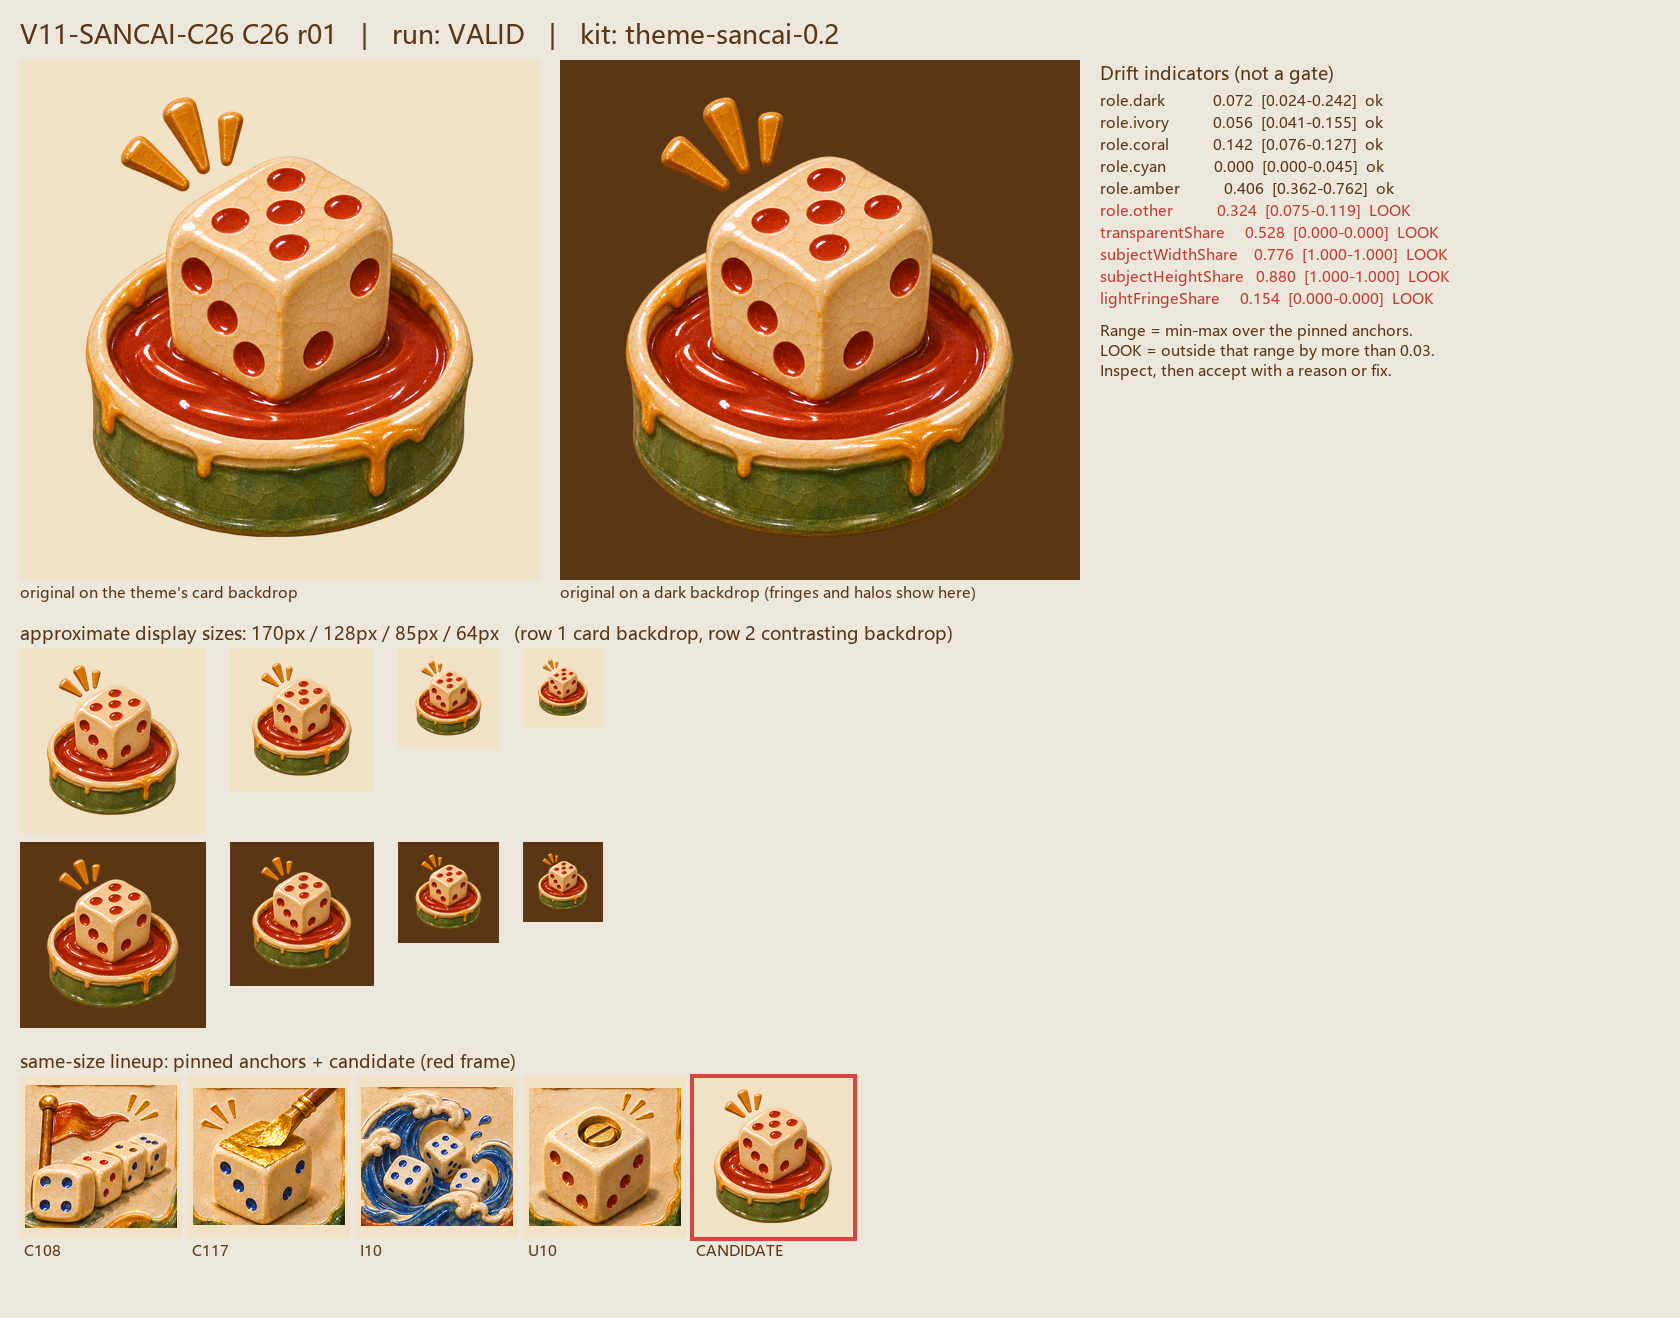 V11-SANCAI-C26 C26 r01 | run: VALID | kit: theme-sancai-0.2
Drift indicators (not a gate)
role.dark 0.072 [0.024-0.242] ok
role.ivory 0.056 [0.041-0.155] ok
role.coral 0.142 [0.076-0.127] ok
role.cyan 0.000 [0.000-0.045] ok
role.amber 0.406 [0.362-0.762] ok
role.other 0.324 [0.075-0.119] LOOK
transparentShare 0.528 [0.000-0.000] LOOK
subjectWidthShare 0.776 [1.000-1.000] LOOK
subjectHeightShare 0.880 [1.000-1.000] LOOK
lightFringeShare 0.154 [0.000-0.000] LOOK
Range = min-max over the pinned anchors.
LOOK = outside that range by more than 0.03.
Inspect, then accept with a reason or fix.
original on the theme's card backdrop
original on a dark backdrop (fringes and halos show here)
approximate display sizes: 170px / 128px / 85px / 64px (row 1 card backdrop, row 2 contrasting backdrop)
same-size lineup: pinned anchors + candidate (red frame)
C108
C117
I10
U10
CANDIDATE